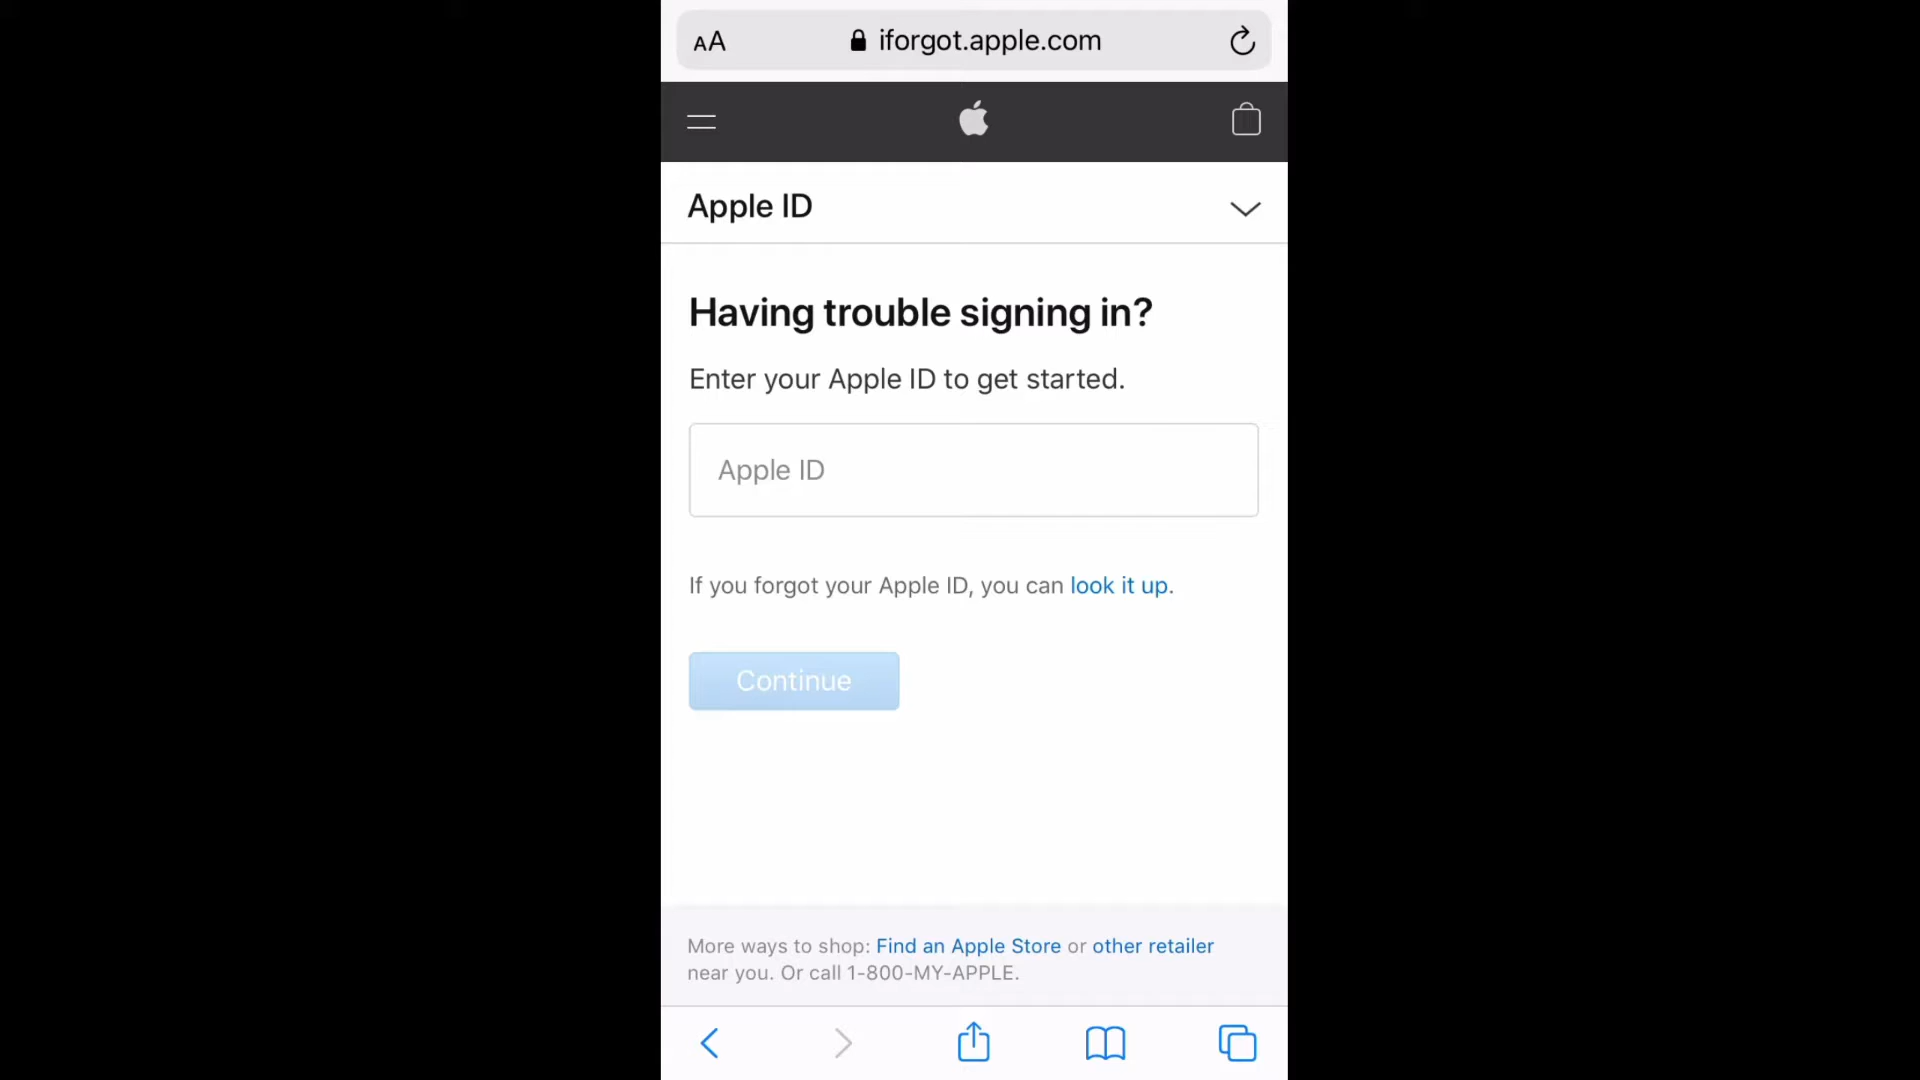 AA iforgot.apple.com
Apple ID
Having trouble signing in?
Enter your Apple ID to get started.
Apple ID
If you forgot your Apple ID, you can look it up.
Continue
More ways to shop: Find an Apple Store or other retailer
near you. Or call 1-800-MY-APPLE.